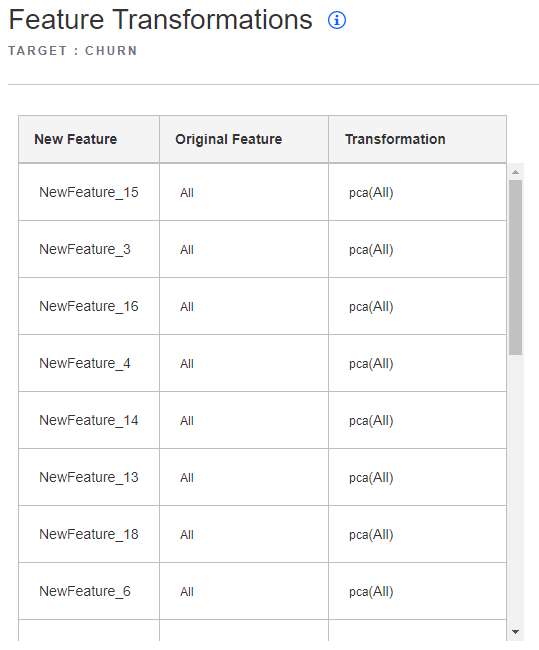 Feature Transformations
TARGET : CHURN
New Feature Original Feature Transformation
NewFeature_15 All pca(All)
NewFeature_3 All pca(All)
NewFeature_16 All pca(All)
NewFeature_4 All pca(All)
NewFeature_14 All pca(All)
NewFeature_13 All pca(All)
NewFeature_18 All pca(All)
NewFeature_6 All pca(All)